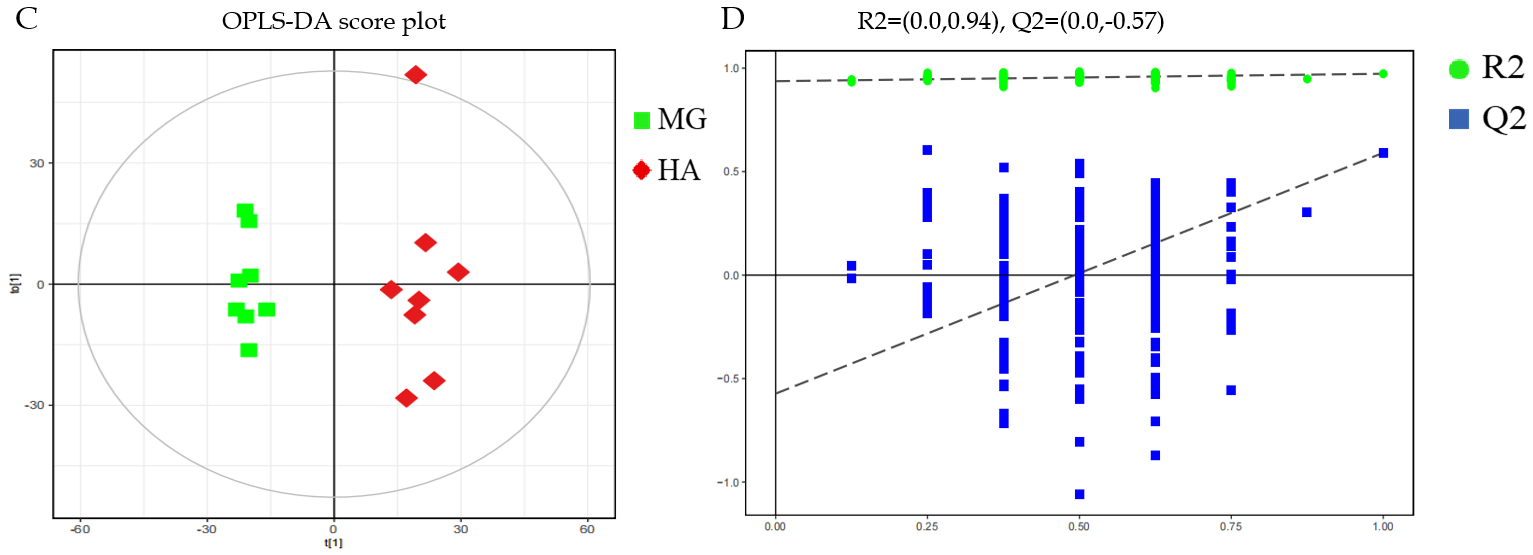 C
OPLS-DA score plot
30
0
-30
to[1]
-60
-30
0
30
60
t[1]
MG
HA
D
R2=(0.0,0.94), Q2=(0.0,-0.57)
1.0
0.5
0.0
−0.5
−1.0
0.00
0.25
0.50
0.75
1.00
R2
Q2